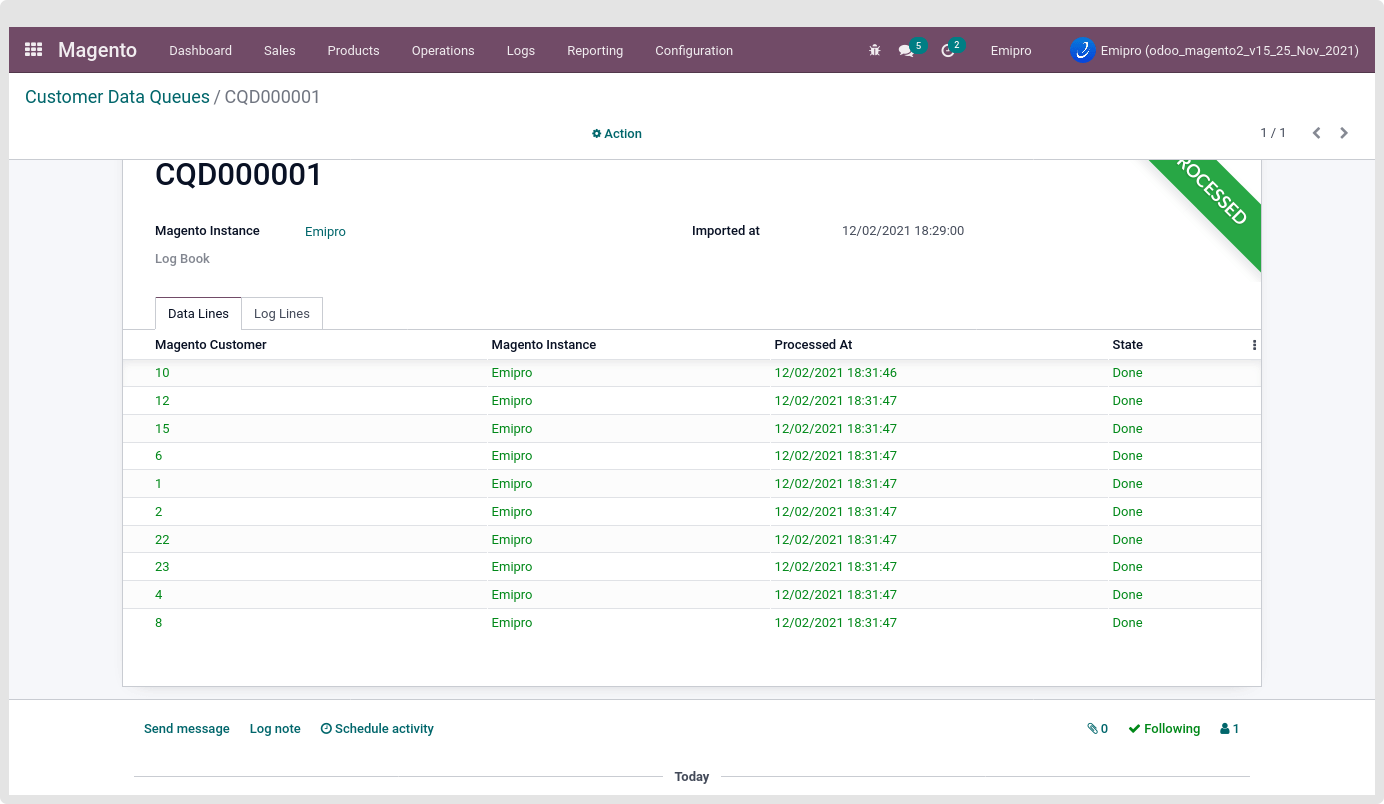 Magento Dashboard Sales Products Operations Logs Reporting Configuration 5 2 Emipro Emipro (odoo_magento2_v15_25_Nov_2021)
Customer Data Queues / CQD000001
Action 1 / 1
CQD000001
ROCESSED
Magento Instance Emipro Imported at 12/02/2021 18:29:00
Log Book
Data Lines Log Lines
Magento Customer Magento Instance Processed At State
10 Emipro 12/02/2021 18:31:46 Done
12 Emipro 12/02/2021 18:31:47 Done
15 Emipro 12/02/2021 18:31:47 Done
6 Emipro 12/02/2021 18:31:47 Done
1 Emipro 12/02/2021 18:31:47 Done
2 Emipro 12/02/2021 18:31:47 Done
22 Emipro 12/02/2021 18:31:47 Done
23 Emipro 12/02/2021 18:31:47 Done
4 Emipro 12/02/2021 18:31:47 Done
8 Emipro 12/02/2021 18:31:47 Done
Send message Log note Schedule activity 0 Following 1
Today